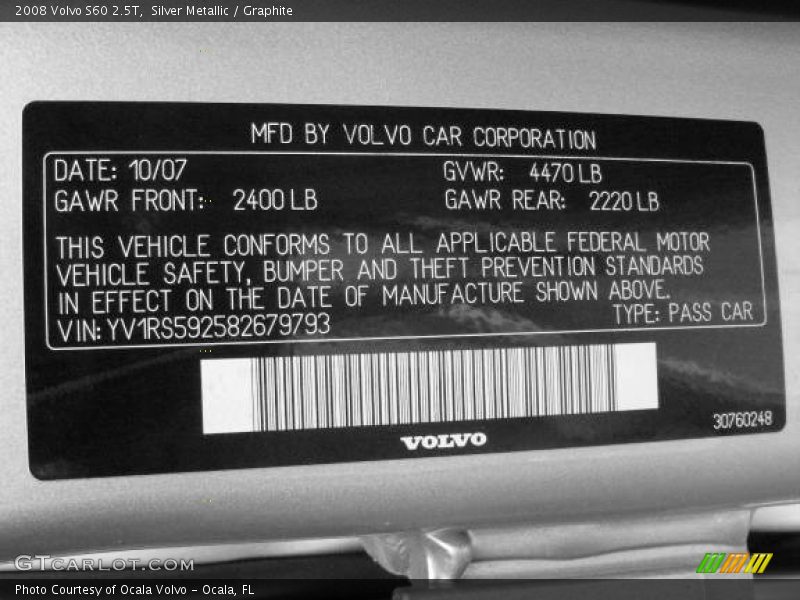 2008 Volvo S60 2.5T, Silver Metallic / Graphite
MFD BY VOLVO CAR CORPORATION
DATE: 10/07 GVWR: 4470 LB
GAWR FRONT: 2400 LB GAWR REAR: 2220 LB
THIS VEHICLE CONFORMS TO ALL APPLICABLE FEDERAL MOTOR
VEHICLE SAFETY, BUMPER AND THEFT PREVENTION STANDARDS
IN EFFECT ON THE DATE OF MANUFACTURE SHOWN ABOVE.
VIN: YV1RS592582679793 TYPE: PASS CAR
30760248
VOLVO
GTCARLOT.COM
Photo Courtesy of Ocala Volvo - Ocala, FL